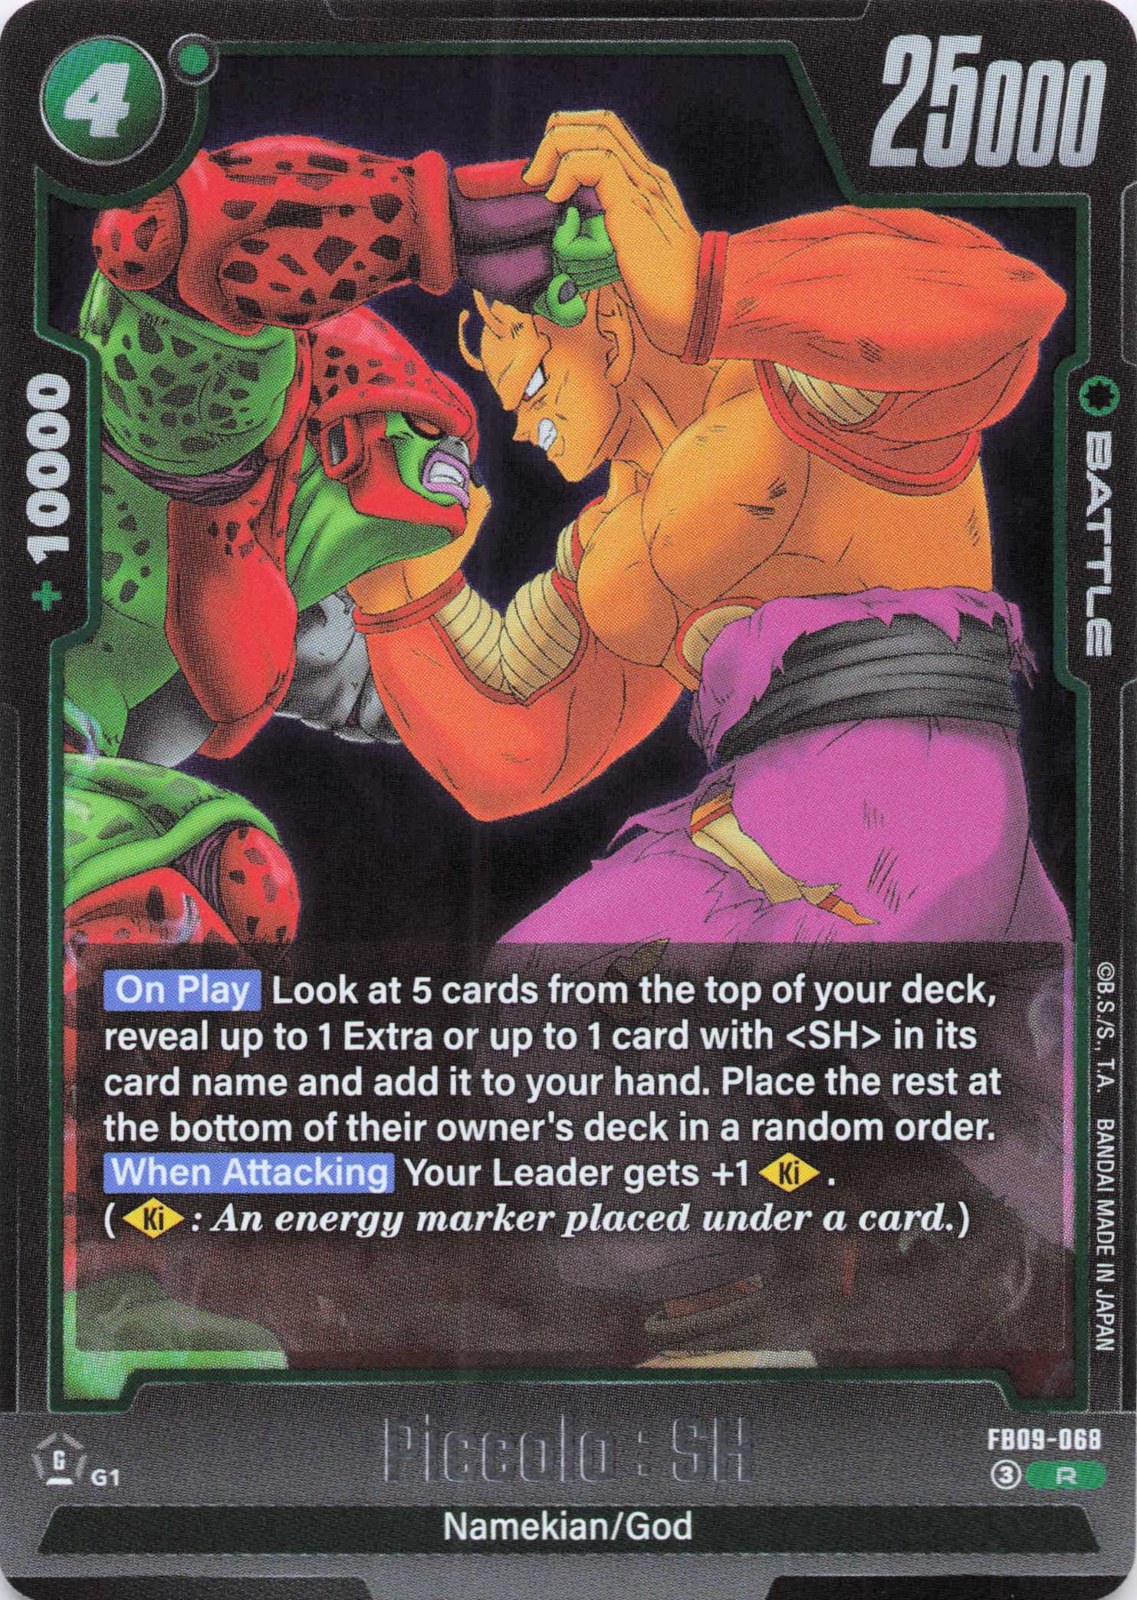 4
25000
+ 10000
BATTLE
On Play Look at 5 cards from the top of your deck,
reveal up to 1 Extra or up to 1 card with <SH> in its
card name and add it to your hand. Place the rest at
the bottom of their owner's deck in a random order.
When Attacking Your Leader gets +1 Ki .
( Ki : An energy marker placed under a card.)
©B.S./S., T.A. BANDAI MADE IN JAPAN
Piccolo : SH
FB09-068
G G1
3 R
Namekian/God